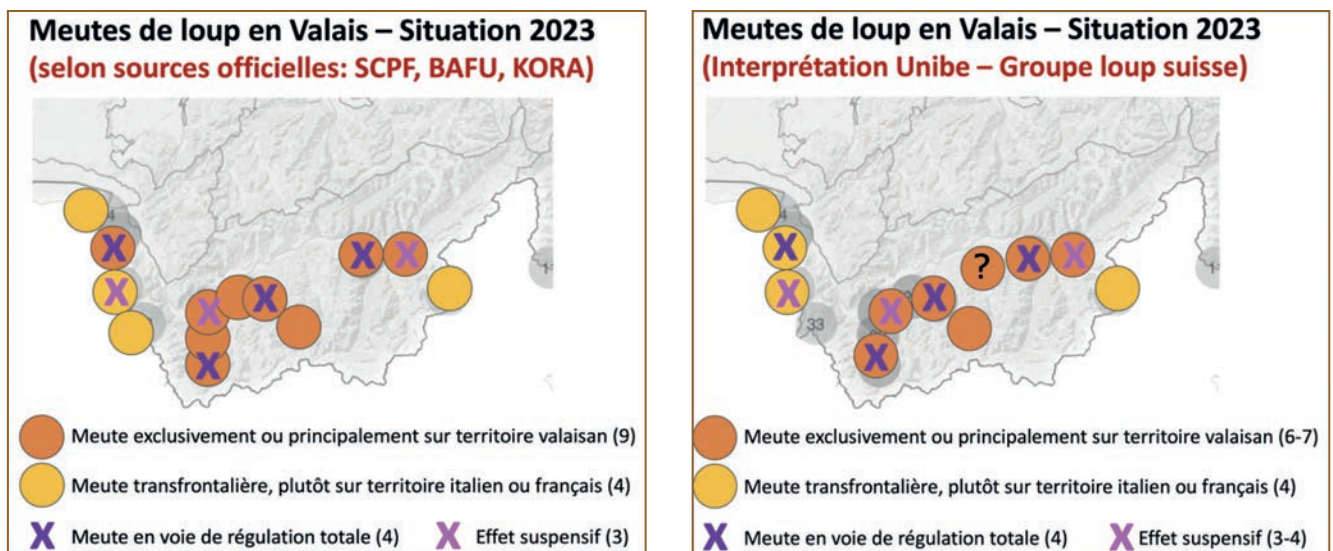 Meutes de loup en Valais – Situation 2023
(selon sources officielles: SCPF, BAFU, KORA)
4
X
X
X
X
X
X
X
1
Meute exclusivement ou principalement sur territoire valaisan (9)
Meute transfrontalière, plutôt sur territoire italien ou français (4)
X Meute en voie de régulation totale (4) X Effet suspensif (3)
Meutes de loup en Valais – Situation 2023
(Interprétation Unibe – Groupe loup suisse)
4
X
?
X
X
X
1
X
X
33
X
Meute exclusivement ou principalement sur territoire valaisan (6-7)
Meute transfrontalière, plutôt sur territoire italien ou français (4)
X Meute en voie de régulation totale (4) X Effet suspensif (3-4)